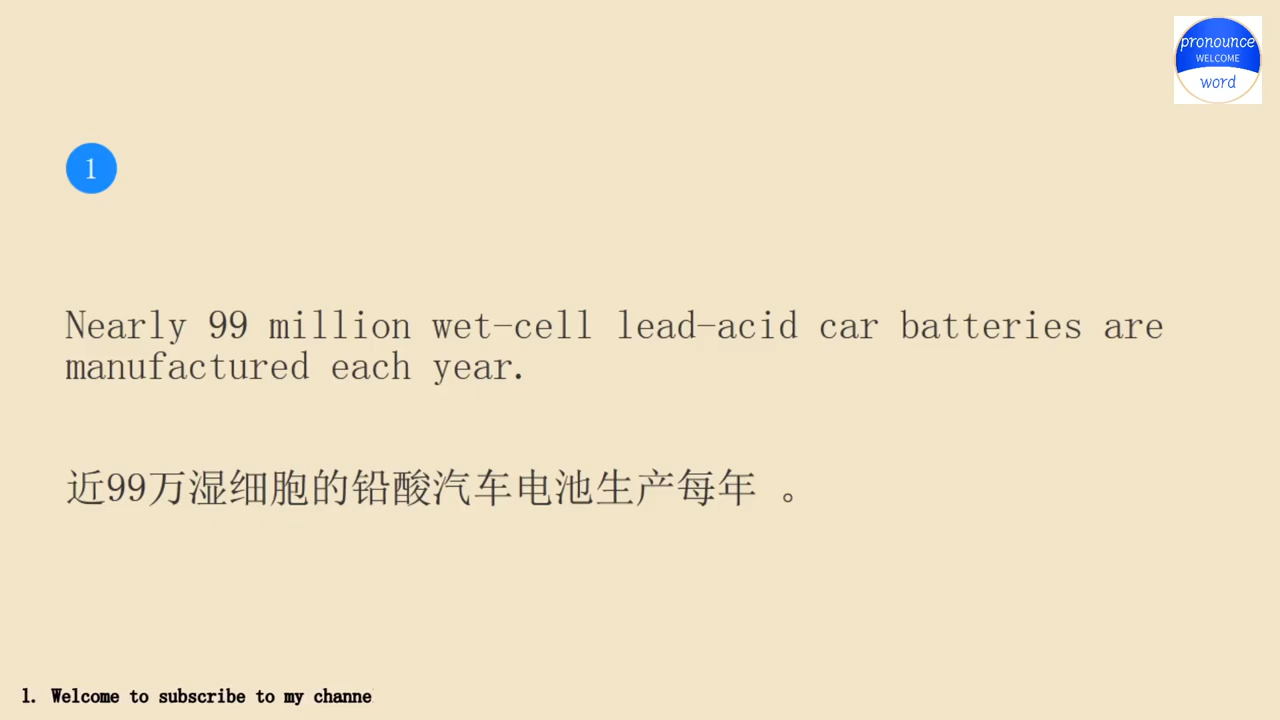 pronounce
WELCOME
word
1
Nearly 99 million wet-cell lead-acid car batteries are
manufactured each year.
近99万湿细胞的铅酸汽车电池生产每年 。
1. Welcome to subscribe to my channe